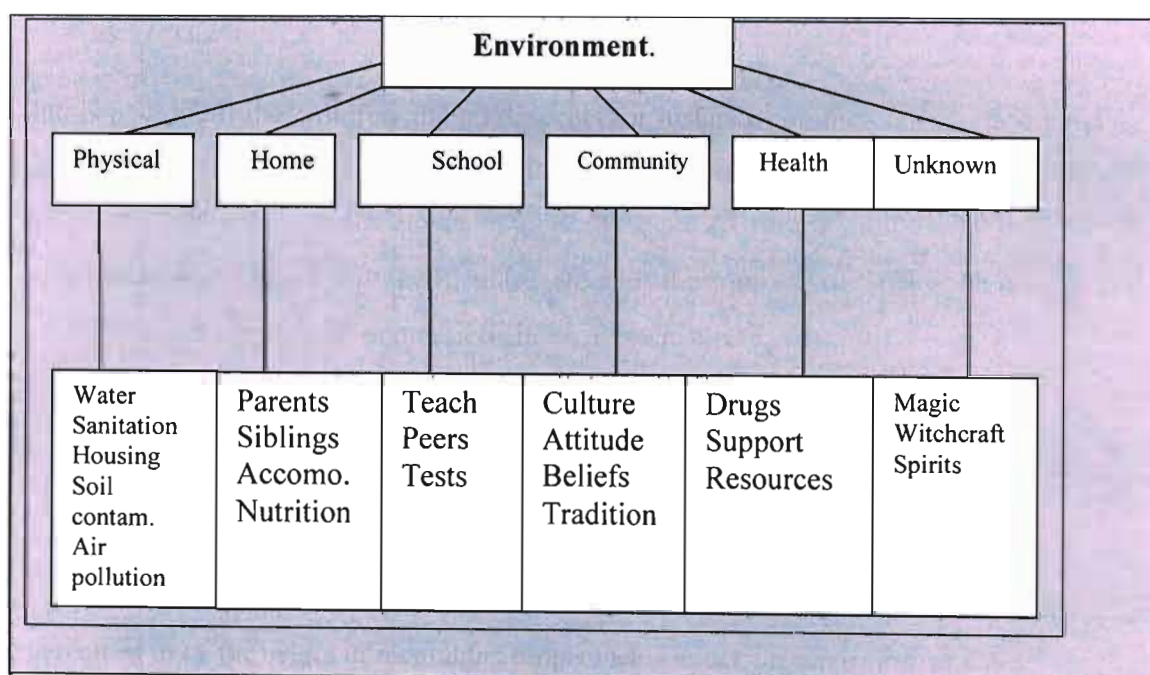 Environment.
Physical
Home
School
Community
Health
Unknown
Water
Sanitation
Housing
Soil
contam.
Air
pollution
Parents
Siblings
Accomo.
Nutrition
Teach
Peers
Tests
Culture
Attitude
Beliefs
Tradition
Drugs
Support
Resources
Magic
Witchcraft
Spirits